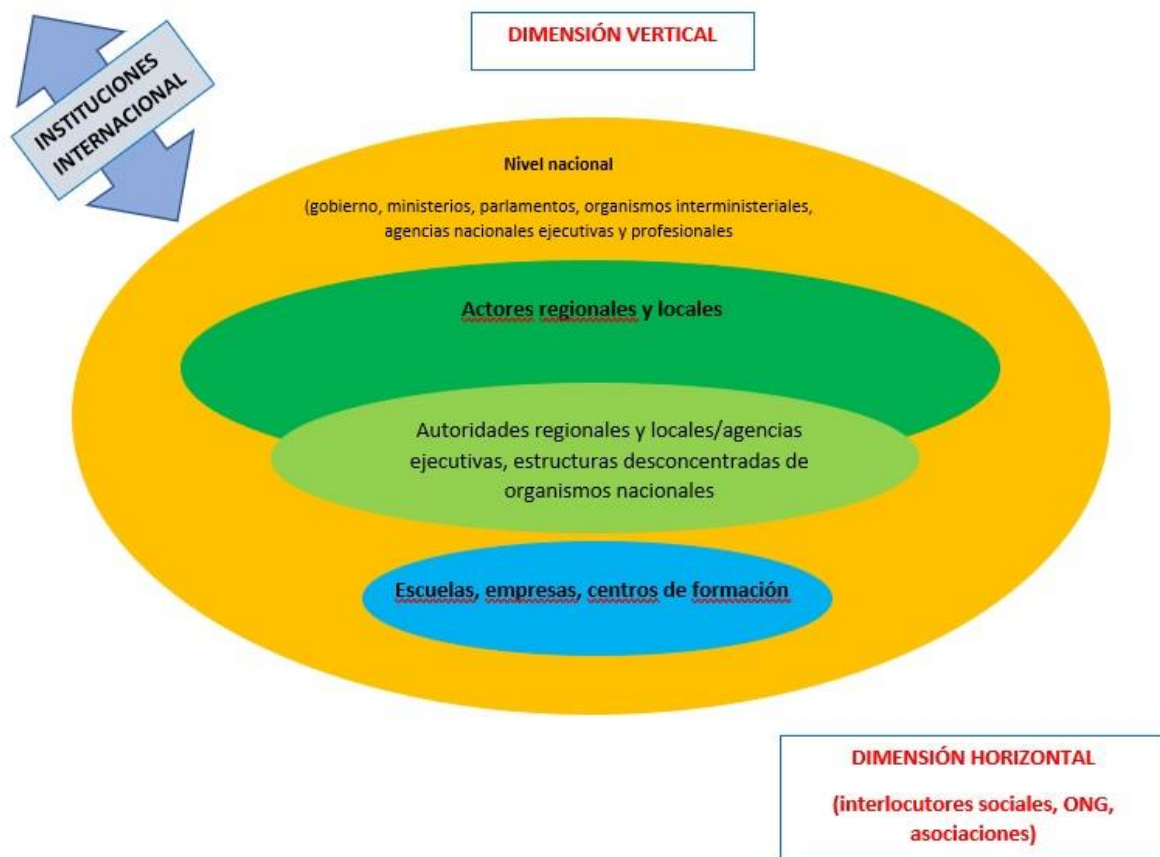 INSTITUCIONES
INTERNACIONAL
DIMENSIÓN VERTICAL
Nivel nacional
(gobierno, ministerios, parlamentos, organismos interministeriales,
agencias nacionales ejecutivas y profesionales
Actores regionales y locales
Autoridades regionales y locales/agencias
ejecutivas, estructuras desconcentradas de
organismos nacionales
Escuelas, empresas, centros de formación
DIMENSIÓN HORIZONTAL
(interlocutores sociales, ONG,
asociaciones)